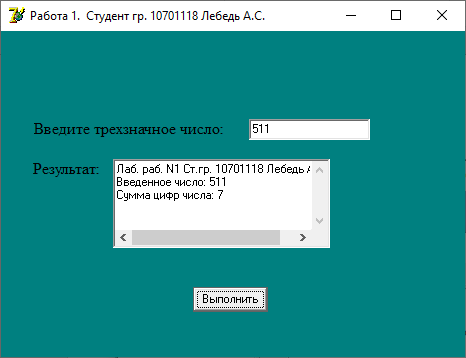 Работа 1.  Студент гр. 10701118 Лебедь А.С.
Введите трехзначное число:
511
Результат:
Лаб. раб. N1 Ст.гр. 10701118 Лебедь А
Введенное число: 511
Сумма цифр числа: 7
Выполнить